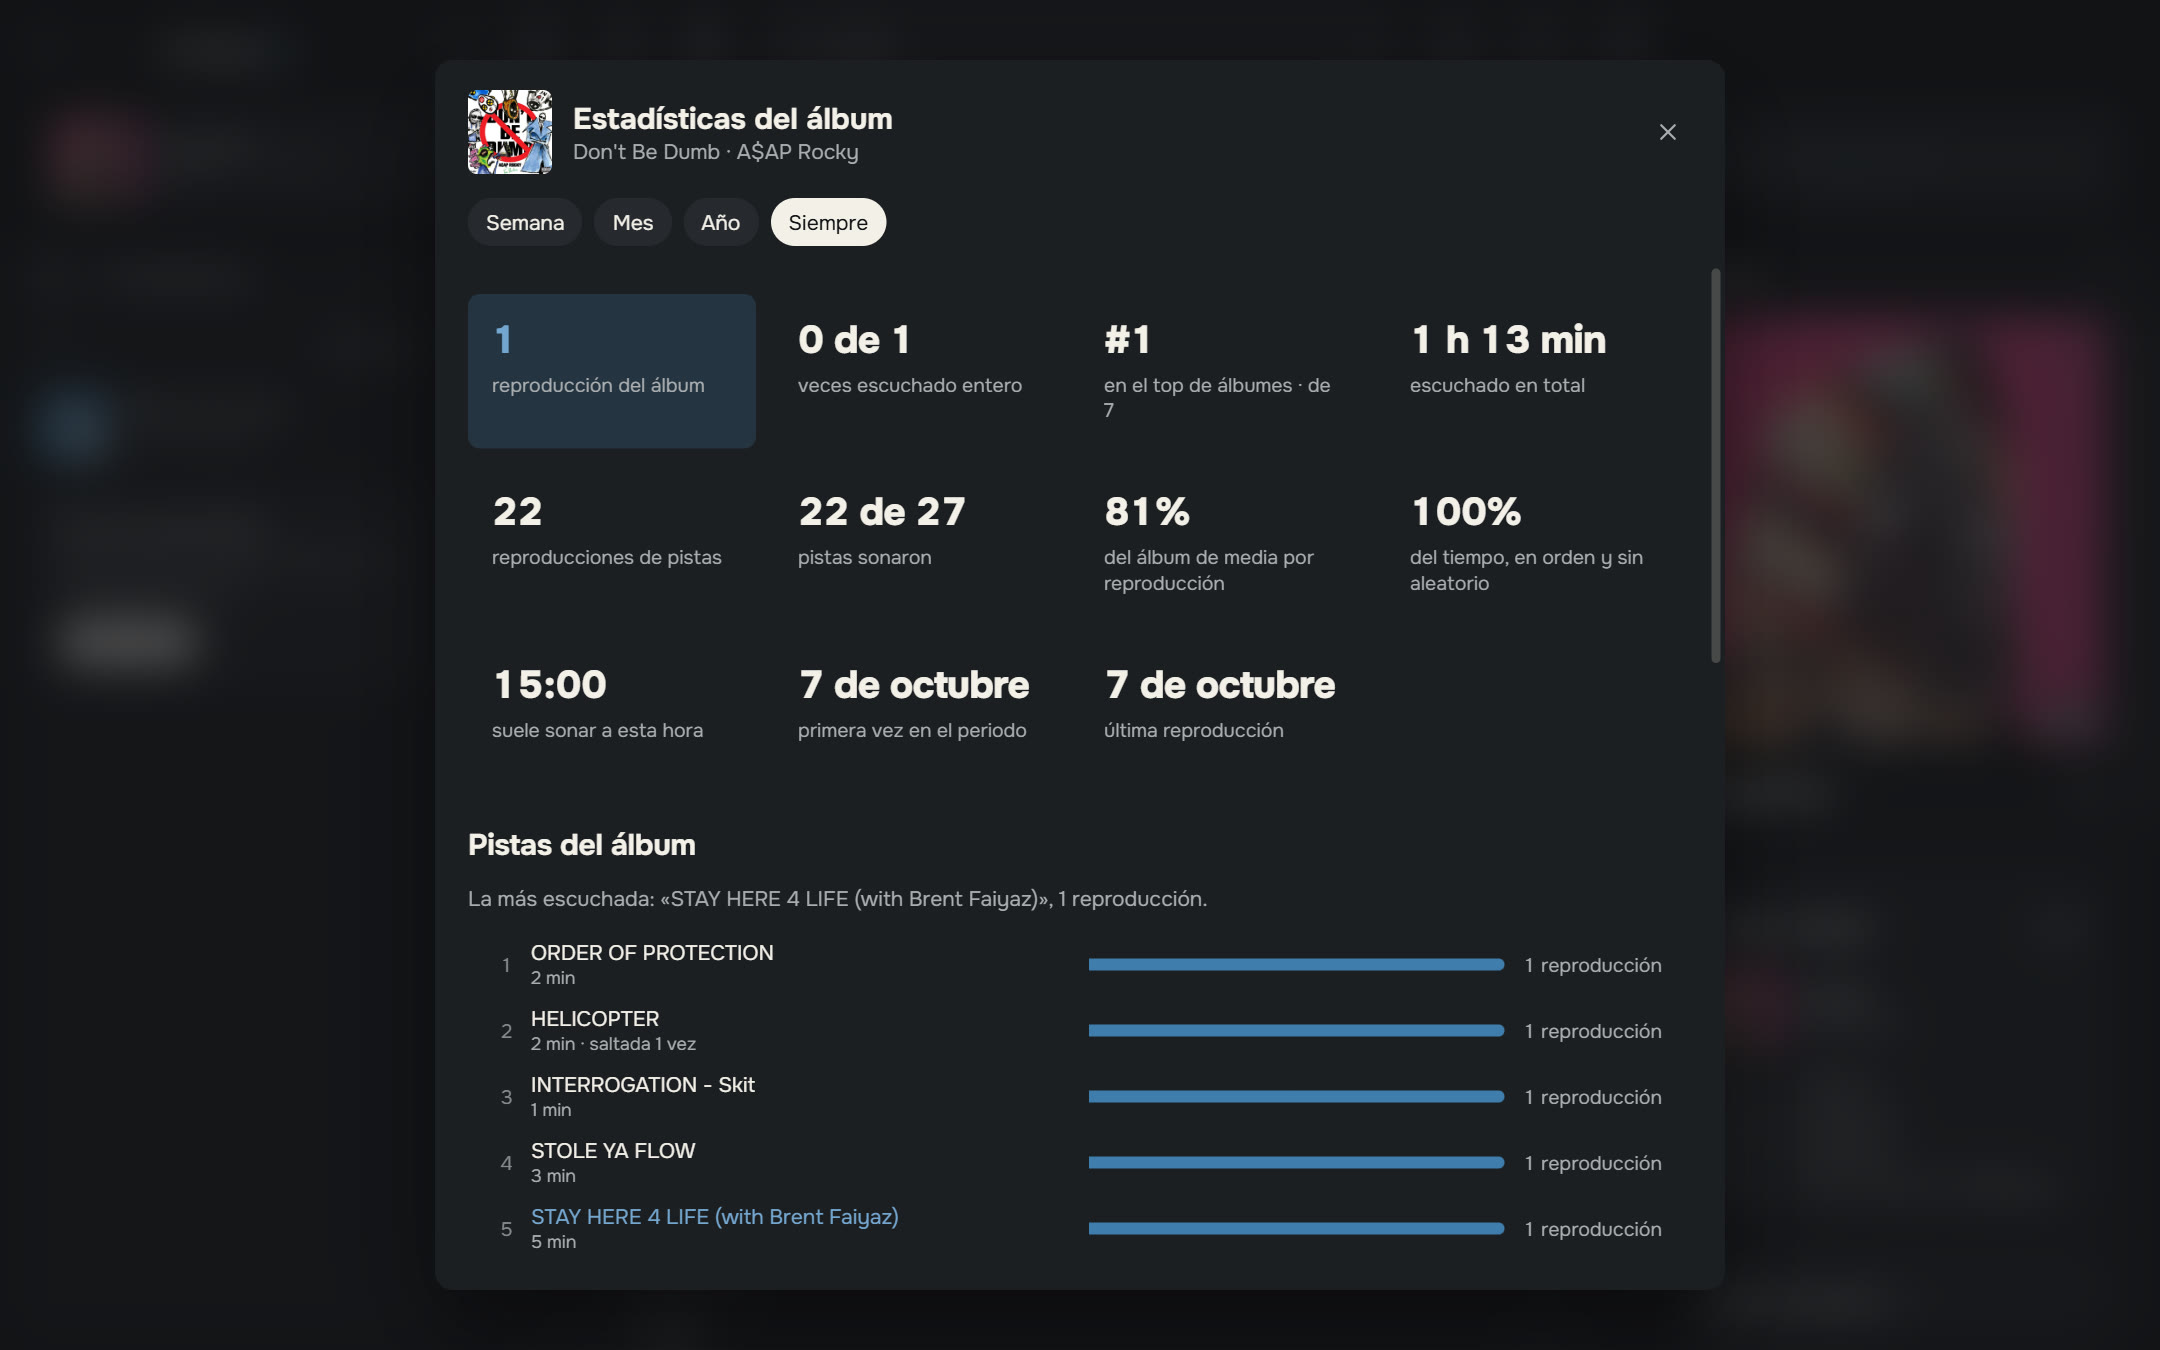 Estadísticas del álbum
Don't Be Dumb · A$AP Rocky
Semana
Mes
Año
Siempre
1
reproducción del álbum
0 de 1
veces escuchado entero
#1
en el top de álbumes · de
7
1 h 13 min
escuchado en total
22
reproducciones de pistas
22 de 27
pistas sonaron
81%
del álbum de media por
reproducción
100%
del tiempo, en orden y sin
aleatorio
15:00
suele sonar a esta hora
7 de octubre
primera vez en el periodo
7 de octubre
última reproducción
Pistas del álbum
La más escuchada: «STAY HERE 4 LIFE (with Brent Faiyaz)», 1 reproducción.
1
ORDER OF PROTECTION
2 min
1 reproducción
2
HELICOPTER
2 min · saltada 1 vez
1 reproducción
3
INTERROGATION - Skit
1 min
1 reproducción
4
STOLE YA FLOW
3 min
1 reproducción
5
STAY HERE 4 LIFE (with Brent Faiyaz)
5 min
1 reproducción